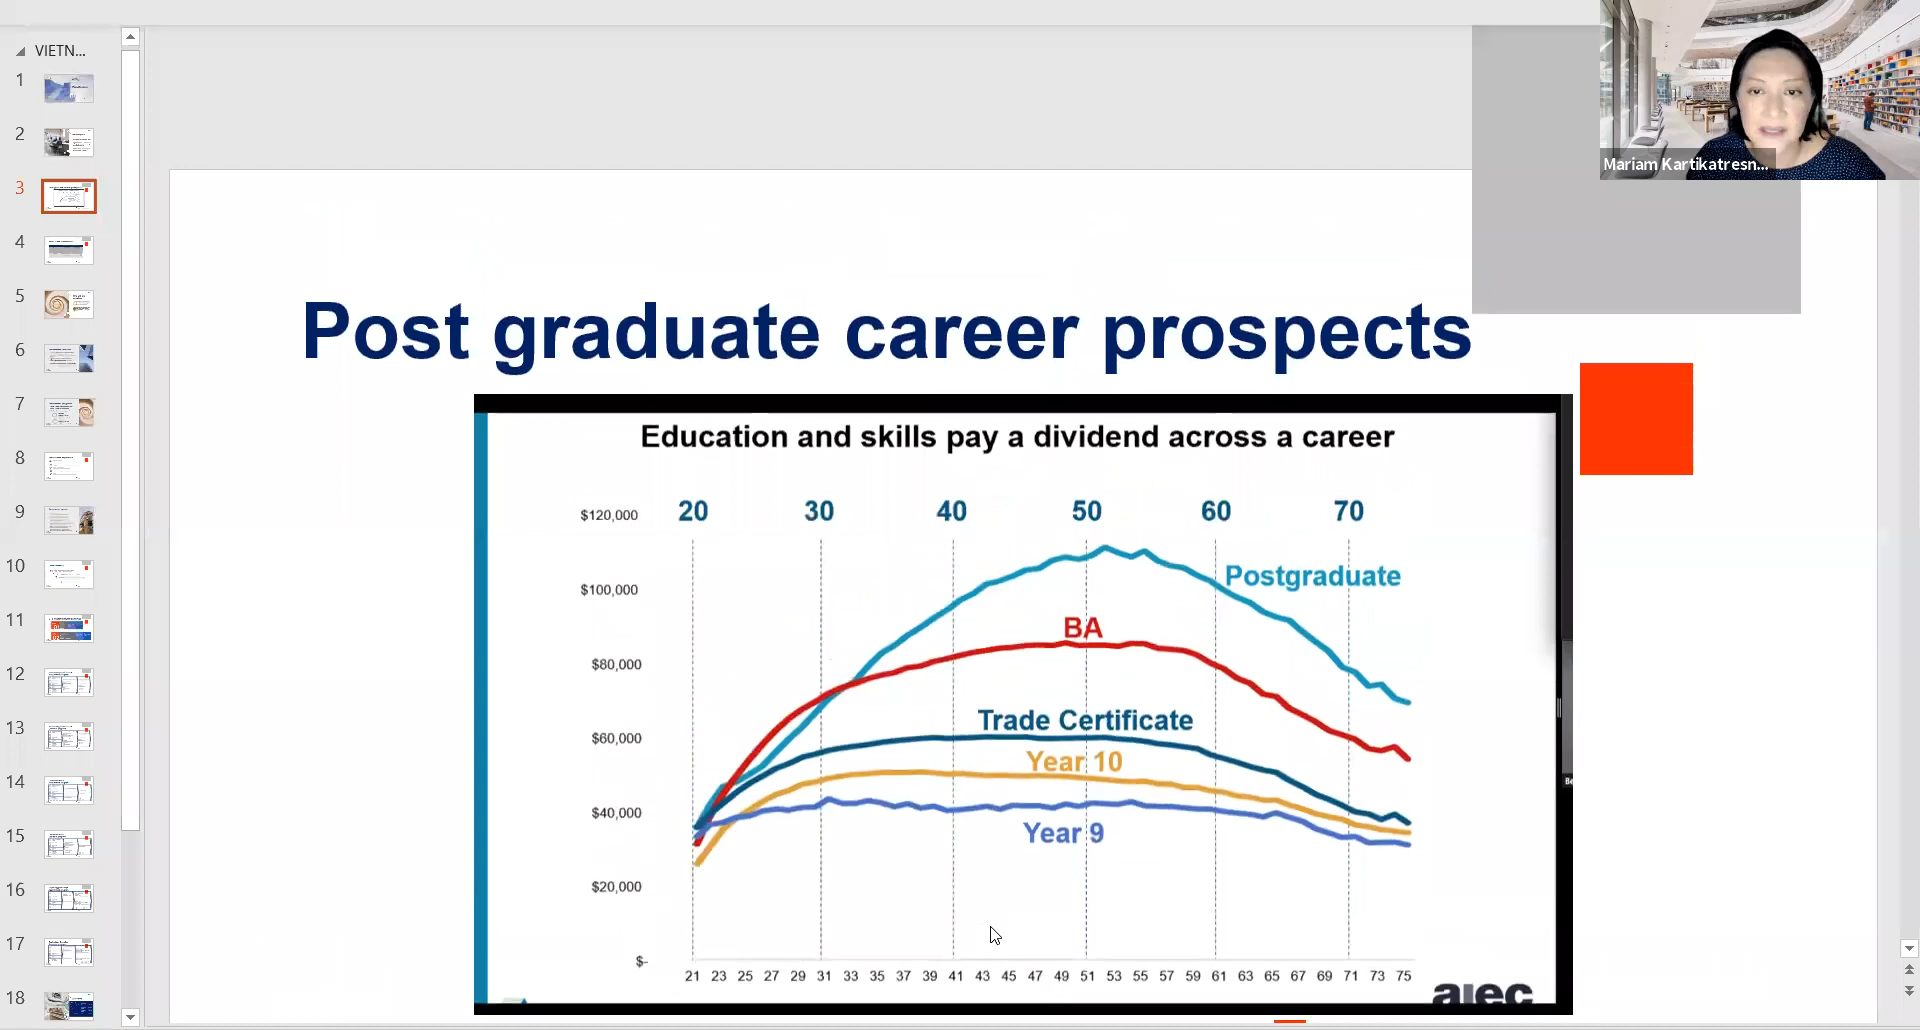 VIETN...
1
2
3
4
5
6
7
8
9
10
11
12
13
14
15
16
17
18
Mariam Kartikatresn...
Post graduate career prospects
Education and skills pay a dividend across a career
20 30 40 50 60 70
$120,000
$100,000
$80,000
$60,000
$40,000
$20,000
$-
Postgraduate
BA
Trade Certificate
Year 10
Year 9
21 23 25 27 29 31 33 35 37 39 41 43 45 47 49 51 53 55 57 59 61 63 65 67 69 71 73 75
aiec
Be